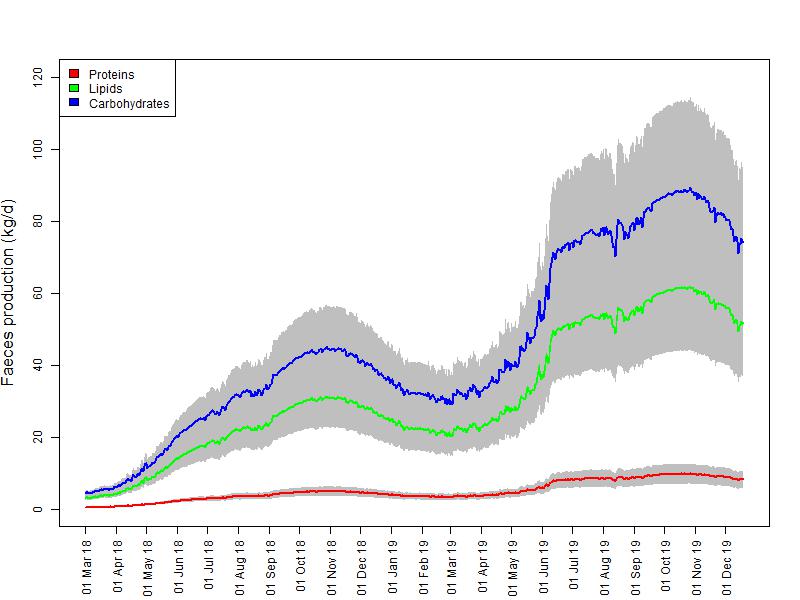 Proteins
Lipids
Carbohydrates
Faeces production (kg/d)
120
100
80
60
40
20
0
01 Mar 18
01 Apr 18
01 May 18
01 Jun 18
01 Jul 18
01 Aug 18
01 Sep 18
01 Oct 18
01 Nov 18
01 Dec 18
01 Jan 19
01 Feb 19
01 Mar 19
01 Apr 19
01 May 19
01 Jun 19
01 Jul 19
01 Aug 19
01 Sep 19
01 Oct 19
01 Nov 19
01 Dec 19